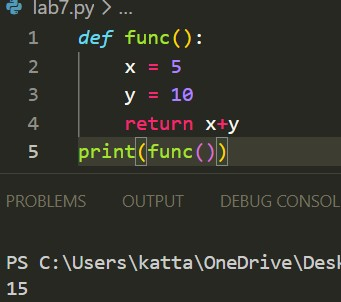 lab7.py > ...
1 def func():
2     x = 5
3     y = 10
4     return x+y
5 print(func())
PROBLEMS OUTPUT DEBUG CONSOL
PS C:\Users\katta\OneDrive\Desk
15